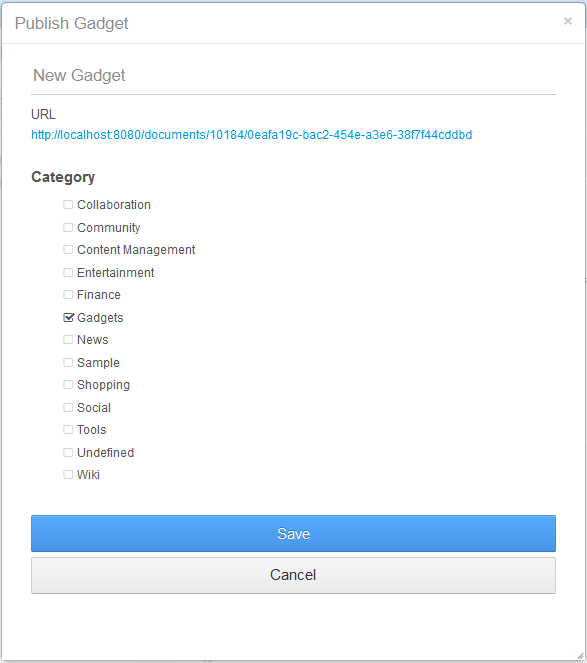 Publish Gadget ×
New Gadget
URL
http://localhost:8080/documents/10184/0eafa19c-bac2-454e-a3e6-38f7f44cddbd
Category
Collaboration
Community
Content Management
Entertainment
Finance
Gadgets
News
Sample
Shopping
Social
Tools
Undefined
Wiki
Save
Cancel